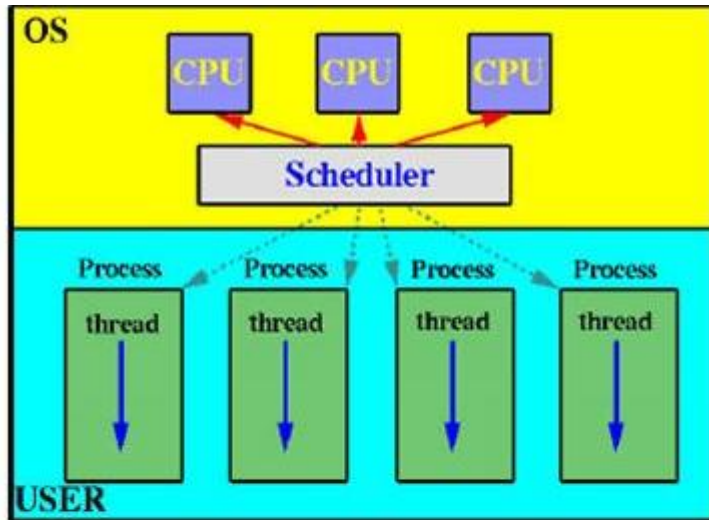 OS
CPU CPU CPU
Scheduler
Process Process Process Process
thread thread thread thread
USER